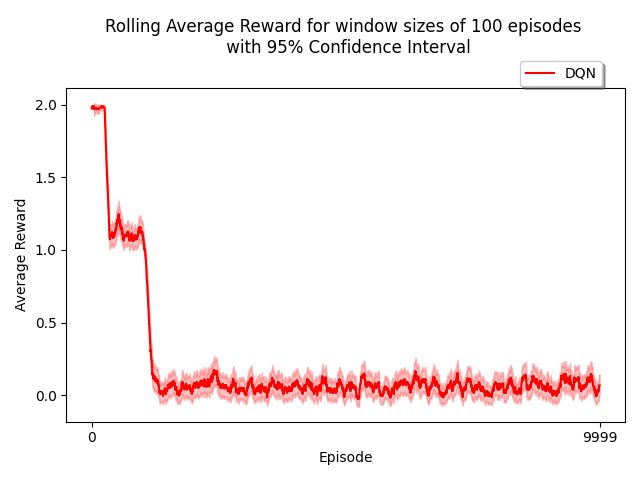 Rolling Average Reward for window sizes of 100 episodes
with 95% Confidence Interval
DQN
2.0
1.5
1.0
0.5
0.0
Average Reward
0
9999
Episode